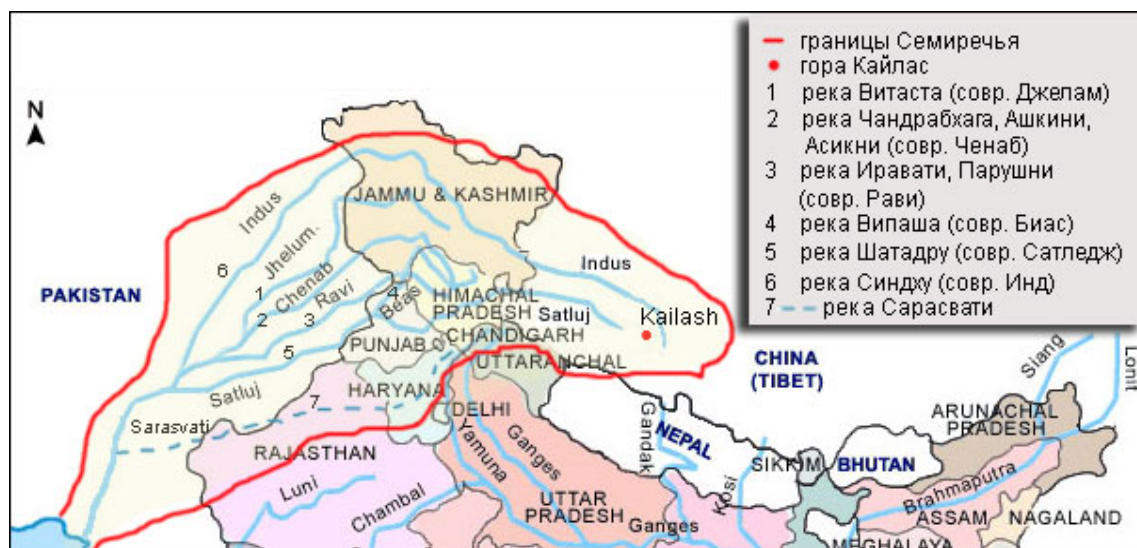 границы Семиречья
гора Кайлас
1 река Витаста (совр. Джелам)
2 река Чандрабхага, Ашкини,
Асикни (совр. Ченаб)
3 река Иравати, Парушни
(совр. Рави)
4 река Випаша (совр. Биас)
5 река Шатадру (совр. Сатледж)
6 река Синдху (совр. Инд)
7 река Сарасвати
N
JAMMU & KASHMIR
Indus
Jhelum.
6
Chenab
Indus
PAKISTAN
1
Ravi
4
Beas
HIMACHAL
PRADESH
2
3
Satluj
Kailash
CHANDIGARH
PUNJAB
5
UTTARANCHAL
CHINA
(TIBET)
Siang
Lohit
Satluj
HARYANA
7
DELHI
Sarasvati
ARUNACHAL
PRADESH
RAJASTHAN
Yamuna
Ganges
Gandak
NEPAL
SIKKIM
BHUTAN
Luni
Chambal
UTTAR
PRADESH
Kosi
Brahmaputra
ASSAM
NAGALAND
Ganges
MEGHALAYA